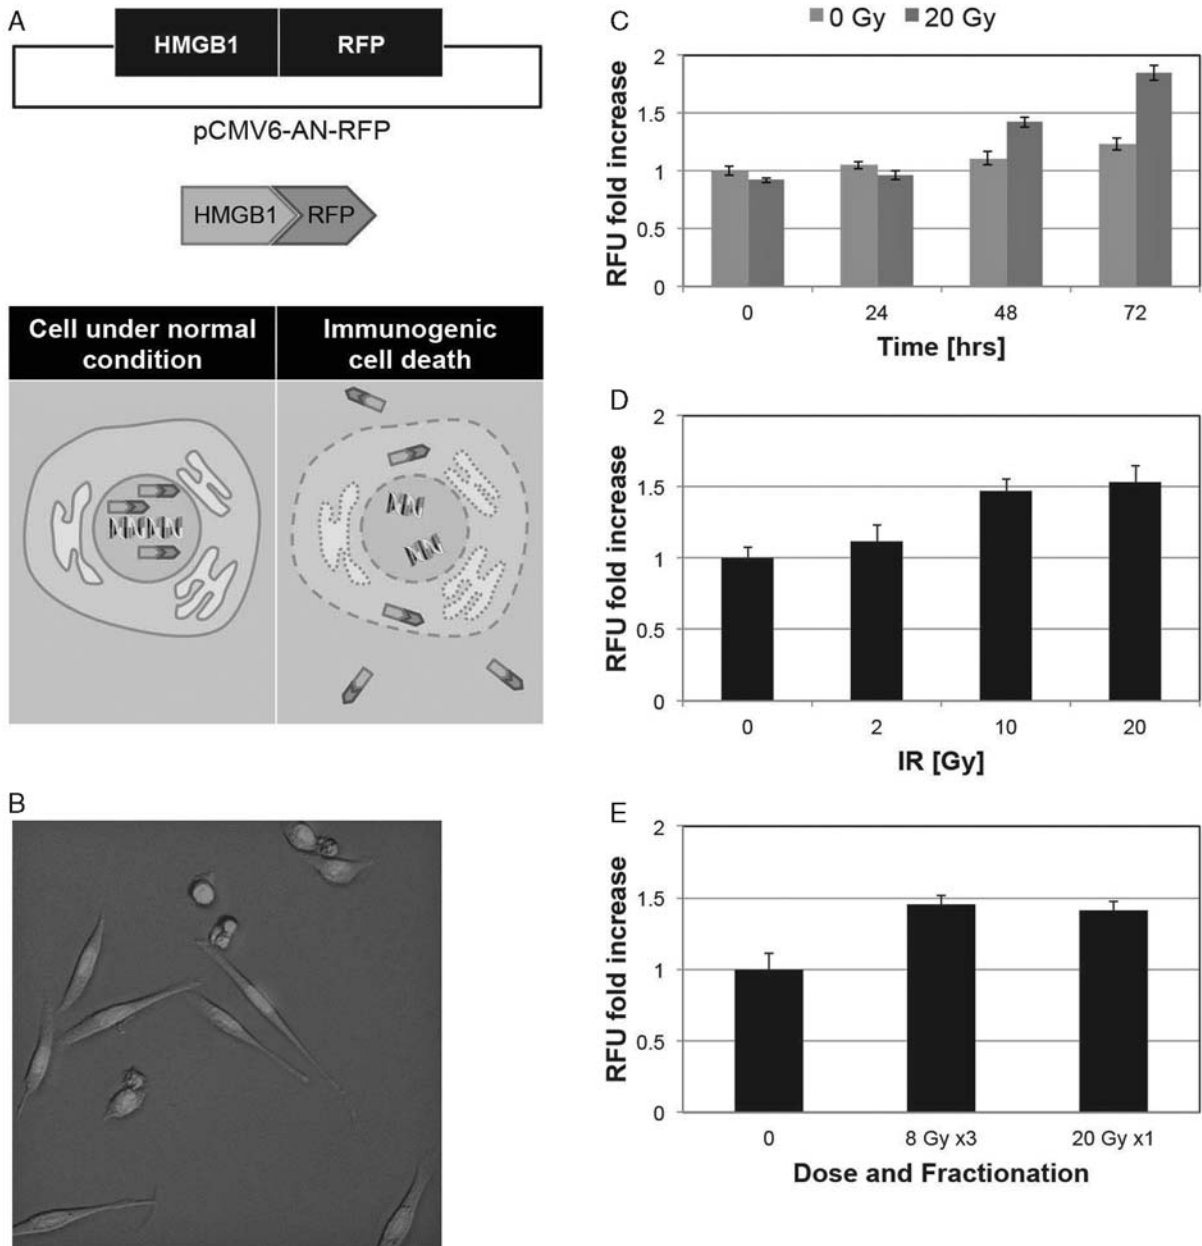 A
HMGB1
RFP
pCMV6-AN-RFP
HMGB1
RFP
Cell under normal
condition
Immunogenic
cell death
B
C
0 Gy
20 Gy
RFU fold increase
2
1.5
1
0.5
0
0
24
48
72
Time [hrs]
D
RFU fold increase
2
1.5
1
0.5
0
0
2
10
20
IR [Gy]
E
RFU fold increase
2
1.5
1
0.5
0
0
8 Gy x3
20 Gy x1
Dose and Fractionation